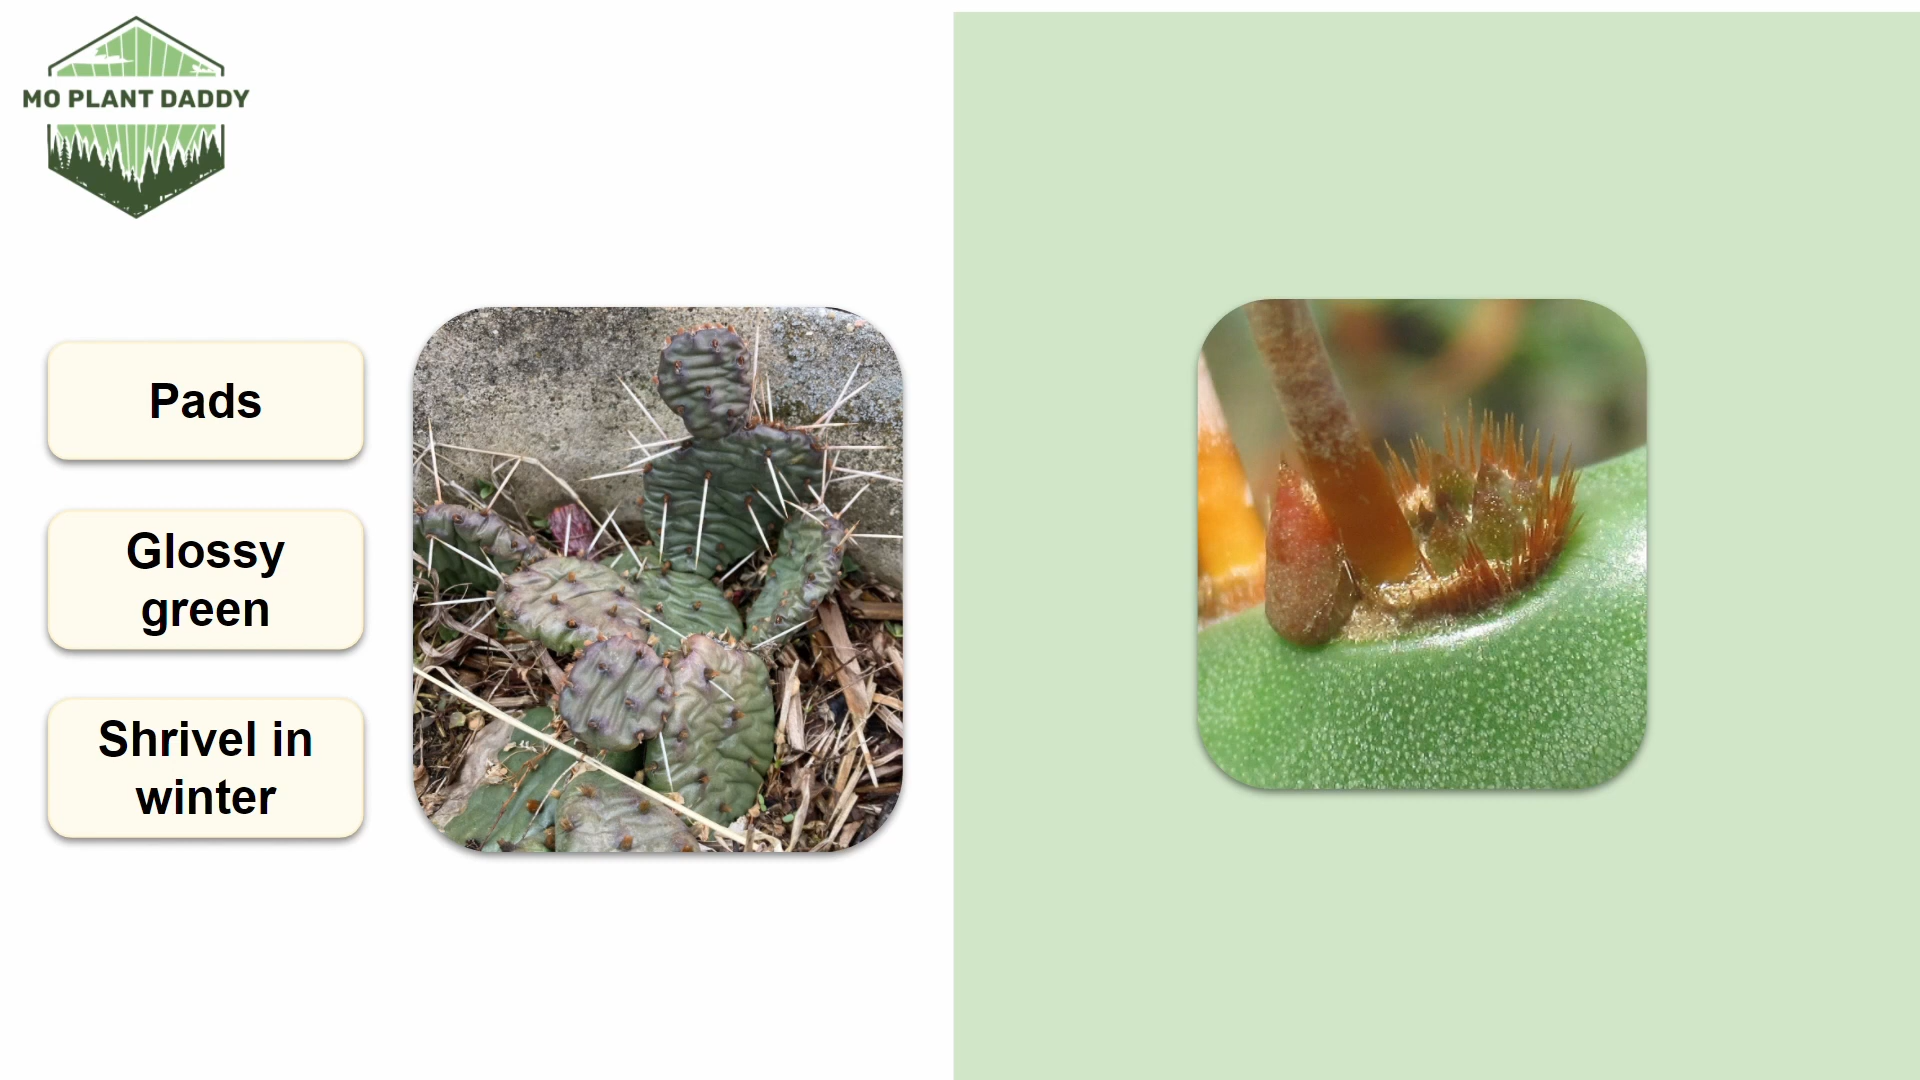 MO PLANT DADDY
Pads
Glossy
green
Shrivel in
winter